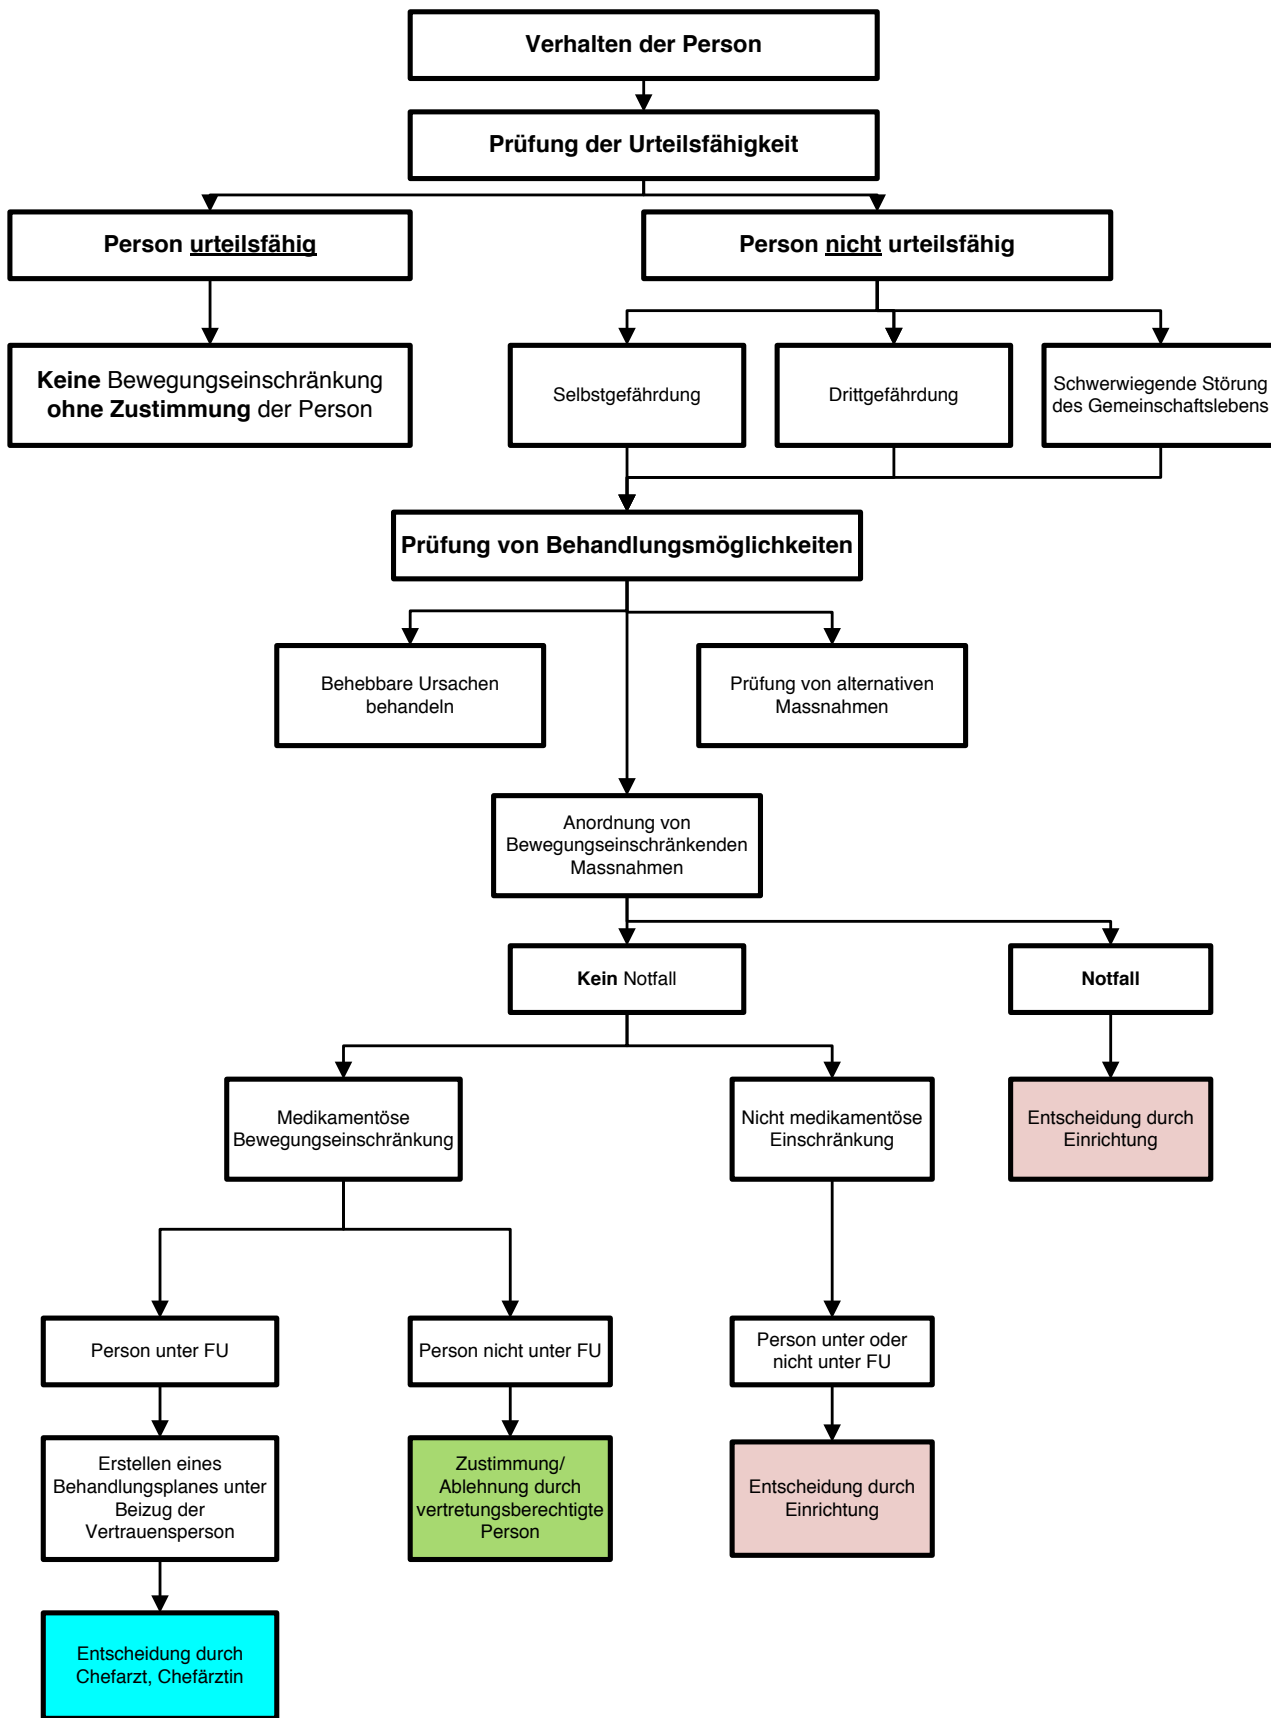 Verhalten der Person
Prüfung der Urteilsfähigkeit
Person urteilsfähig
Person nicht urteilsfähig
Keine Bewegungseinschränkung
ohne Zustimmung der Person
Selbstgefährdung
Drittgefährdung
Schwerwiegende Störung
des Gemeinschaftslebens
Prüfung von Behandlungsmöglichkeiten
Behebbare Ursachen
behandeln
Prüfung von alternativen
Massnahmen
Anordnung von
Bewegungseinschränkenden
Massnahmen
Kein Notfall
Notfall
Medikamentöse
Bewegungseinschränkung
Nicht medikamentöse
Einschränkung
Entscheidung durch
Einrichtung
Person unter FU
Person nicht unter FU
Person unter oder
nicht unter FU
Erstellen eines
Behandlungsplanes unter
Beizug der
Vertrauensperson
Zustimmung/
Ablehnung durch
vertretungsberechtigte
Person
Entscheidung durch
Einrichtung
Entscheidung durch
Chefarzt, Chefärztin